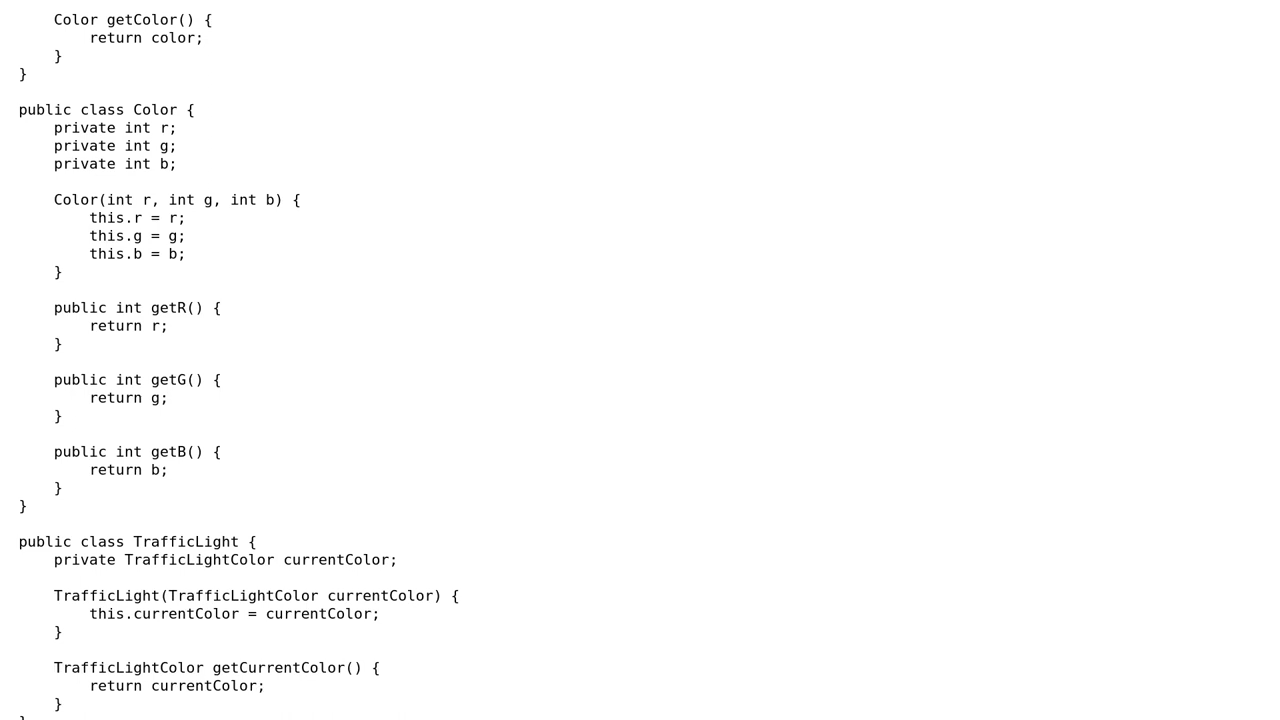 Color getColor() {
        return color;
    }
}

public class Color {
    private int r;
    private int g;
    private int b;

    Color(int r, int g, int b) {
        this.r = r;
        this.g = g;
        this.b = b;
    }

    public int getR() {
        return r;
    }

    public int getG() {
        return g;
    }

    public int getB() {
        return b;
    }
}

public class TrafficLight {
    private TrafficLightColor currentColor;

    TrafficLight(TrafficLightColor currentColor) {
        this.currentColor = currentColor;
    }

    TrafficLightColor getCurrentColor() {
        return currentColor;
    }
}